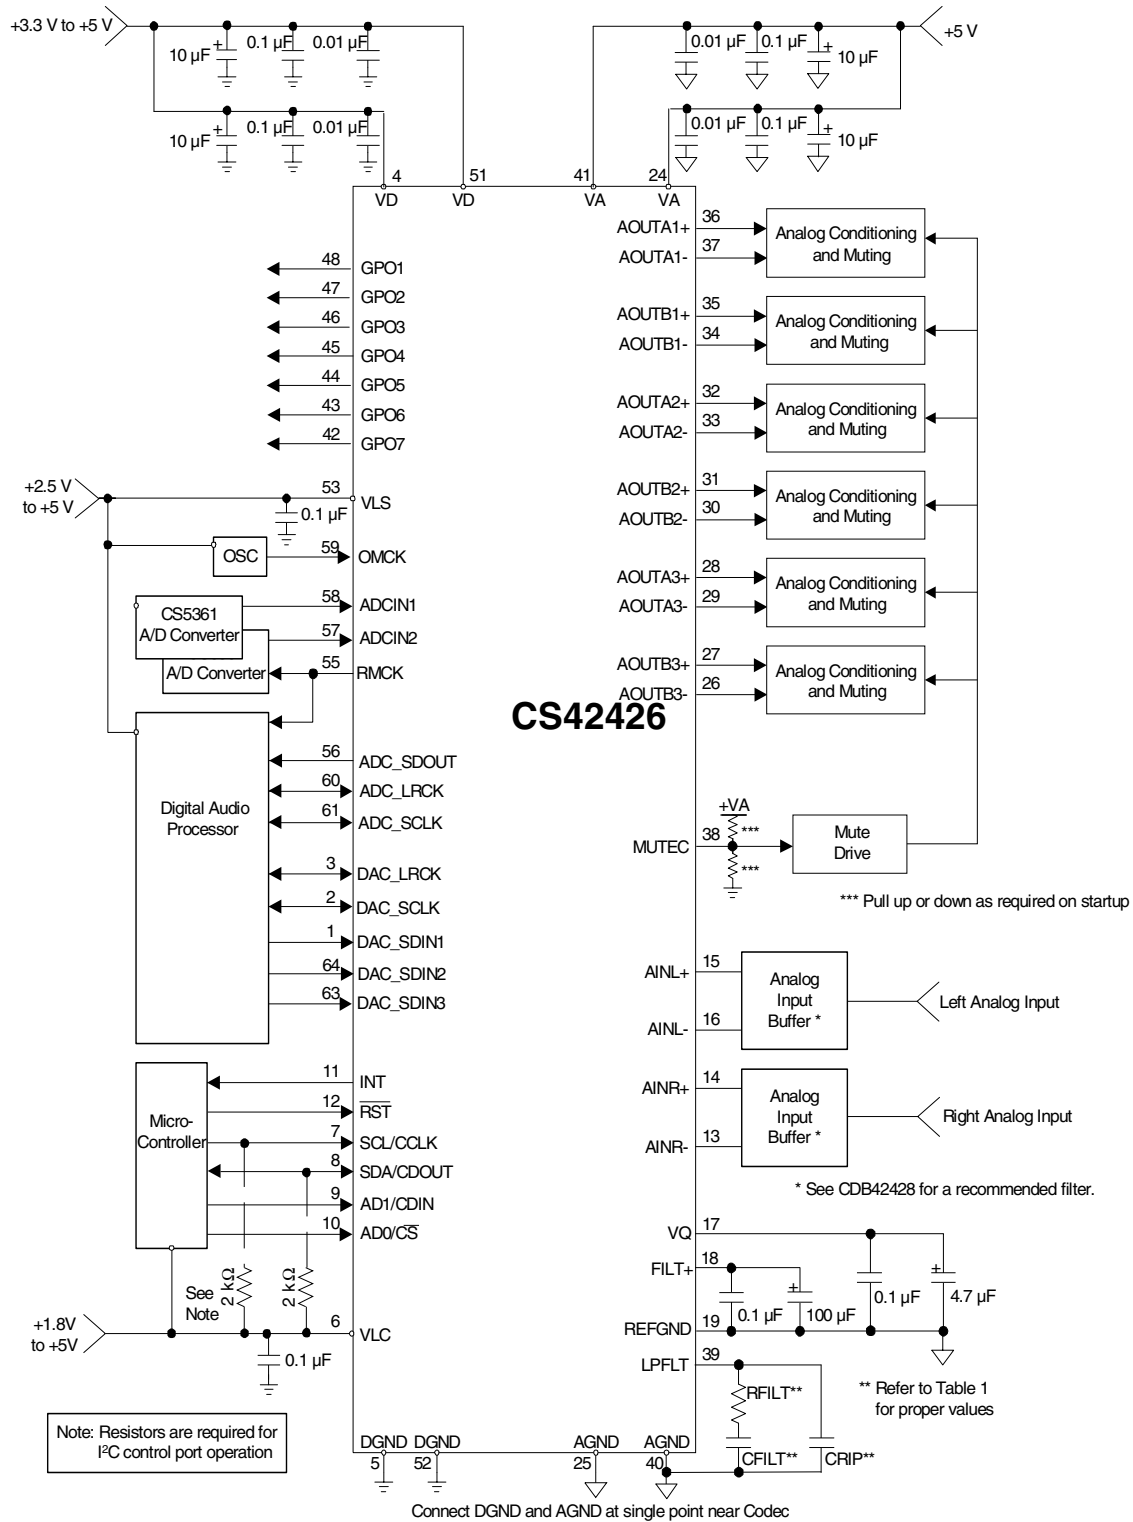 +3.3 V to +5 V
10 µF
+
0.1 µF
0.01 µF
10 µF
+
0.1 µF
0.01 µF
0.01 µF
0.1 µF
+
10 µF
+5 V
0.01 µF
0.1 µF
+
10 µF
4
51
41
24
VD
VD
VA
VA
48
GPO1
47
GPO2
46
GPO3
45
GPO4
44
GPO5
43
GPO6
42
GPO7
+2.5 V
to +5 V
53
VLS
0.1 µF
OSC
59
OMCK
CS5361
A/D Converter
58
ADCIN1
57
ADCIN2
A/D Converter
55
RMCK
Digital Audio
Processor
56
ADC_SDOUT
60
ADC_LRCK
61
ADC_SCLK
3
DAC_LRCK
2
DAC_SCLK
1
DAC_SDIN1
64
DAC_SDIN2
63
DAC_SDIN3
Micro-
Controller
11
INT
12
RST
7
SCL/CCLK
8
SDA/CDOUT
9
AD1/CDIN
10
AD0/CS
See
Note
2 kΩ
2 kΩ
+1.8V
to +5V
6
VLC
0.1 µF
Note: Resistors are required for
I²C control port operation
CS42426
AOUTA1+
36
AOUTA1-
37
Analog Conditioning
and Muting
AOUTB1+
35
AOUTB1-
34
Analog Conditioning
and Muting
AOUTA2+
32
AOUTA2-
33
Analog Conditioning
and Muting
AOUTB2+
31
AOUTB2-
30
Analog Conditioning
and Muting
AOUTA3+
28
AOUTA3-
29
Analog Conditioning
and Muting
AOUTB3+
27
AOUTB3-
26
Analog Conditioning
and Muting
+VA
***
MUTEC
38
***
Mute
Drive
*** Pull up or down as required on startup
AINL+
15
AINL-
16
Analog
Input
Buffer *
Left Analog Input
AINR+
14
AINR-
13
Analog
Input
Buffer *
Right Analog Input
* See CDB42428 for a recommended filter.
VQ
17
FILT+
18
0.1 µF
+
100 µF
0.1 µF
+
4.7 µF
REFGND
19
LPFLT
39
RFILT**
CFILT**
CRIP**
** Refer to Table 1
for proper values
DGND
DGND
AGND
AGND
5
52
25
40
Connect DGND and AGND at single point near Codec